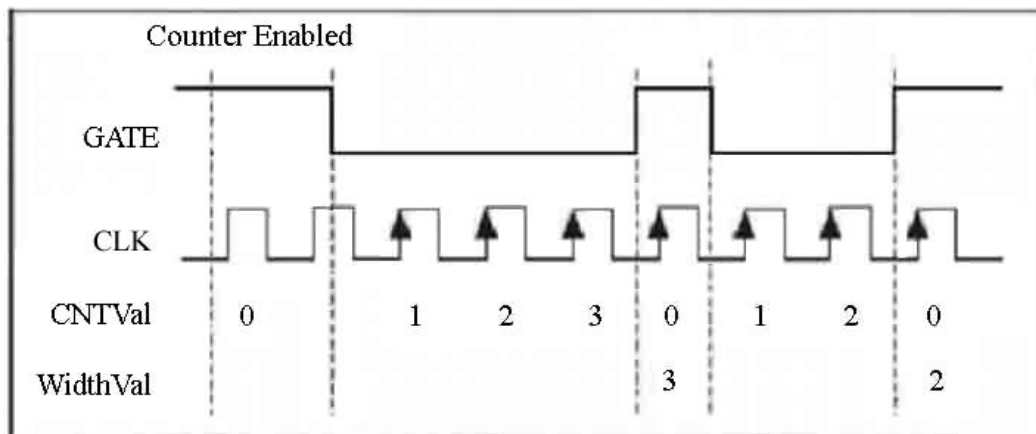 Counter Enabled
GATE
CLK
CNTVal 0 1 2 3 0 1 2 0
WidthVal 3 2